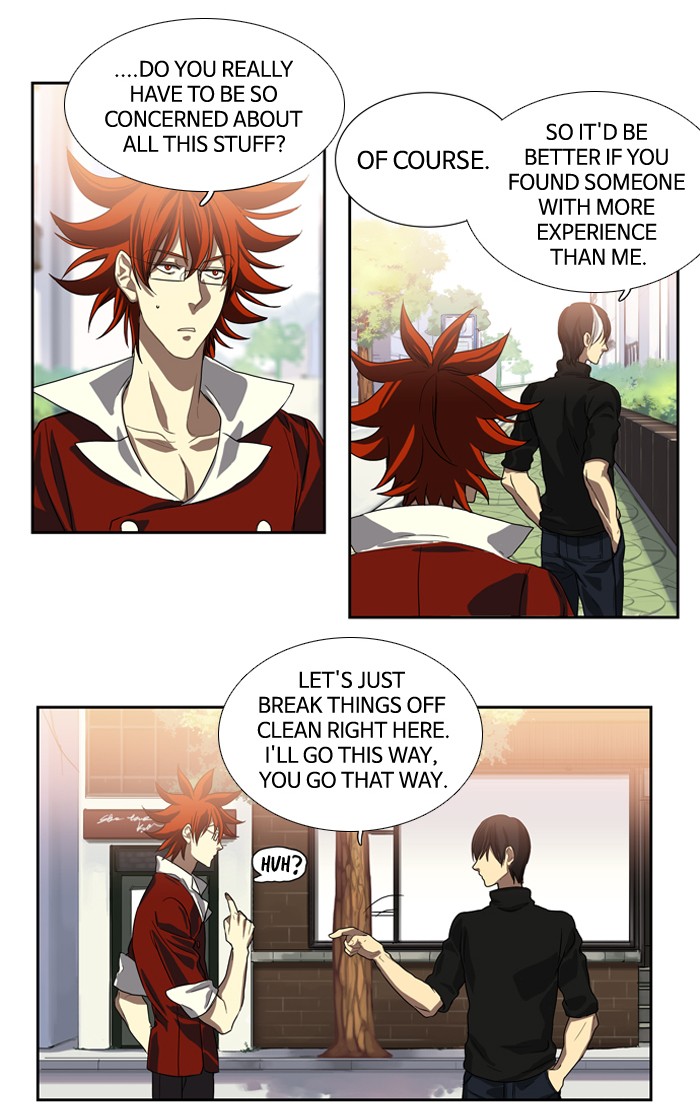 ....DO YOU REALLY
HAVE TO BE SO
CONCERNED ABOUT
ALL THIS STUFF?
OF COURSE.
SO IT'D BE
BETTER IF YOU
FOUND SOMEONE
WITH MORE
EXPERIENCE
THAN ME.
LET'S JUST
BREAK THINGS OFF
CLEAN RIGHT HERE.
I'LL GO THIS WAY,
YOU GO THAT WAY.
HUH?